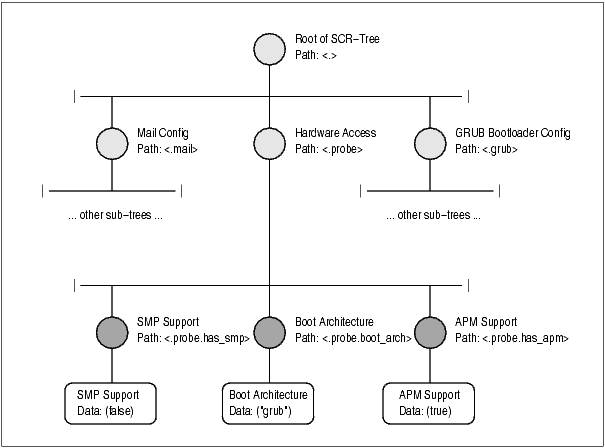 Root of SCR-Tree
Path: <.>
Mail Config
Path: <.mail>
Hardware Access
Path: <.probe>
GRUB Bootloader Config
Path: <.grub>
... other sub-trees ...
... other sub-trees ...
SMP Support
Path: <.probe.has_smp>
Boot Architecture
Path: <.probe.boot_arch>
APM Support
Path: <.probe.has_apm>
SMP Support
Data: (false)
Boot Architecture
Data: ("grub")
APM Support
Data: (true)